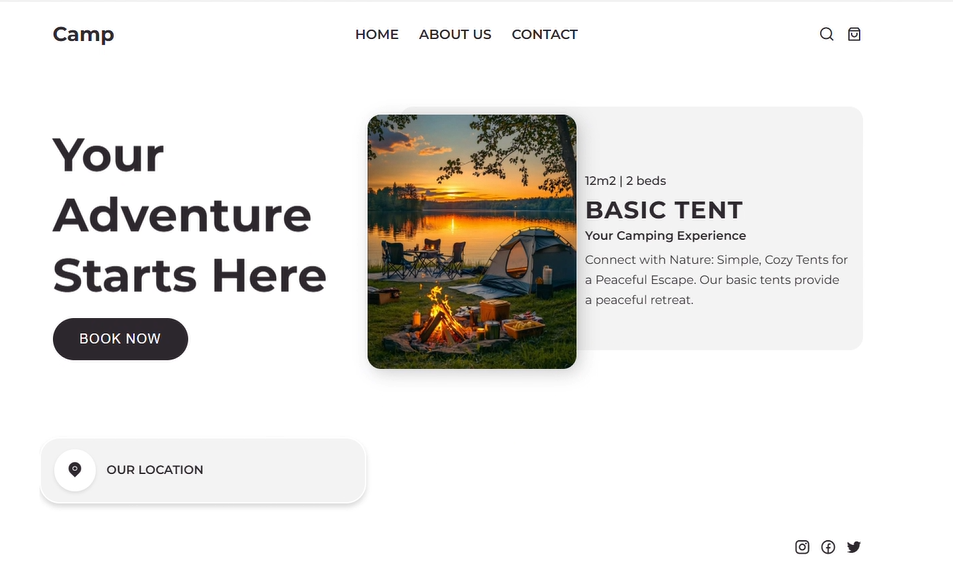 Camp
HOME ABOUT US CONTACT
Your
Adventure
Starts Here
BOOK NOW
12m2 | 2 beds
BASIC TENT
Your Camping Experience
Connect with Nature: Simple, Cozy Tents for
a Peaceful Escape. Our basic tents provide
a peaceful retreat.
OUR LOCATION